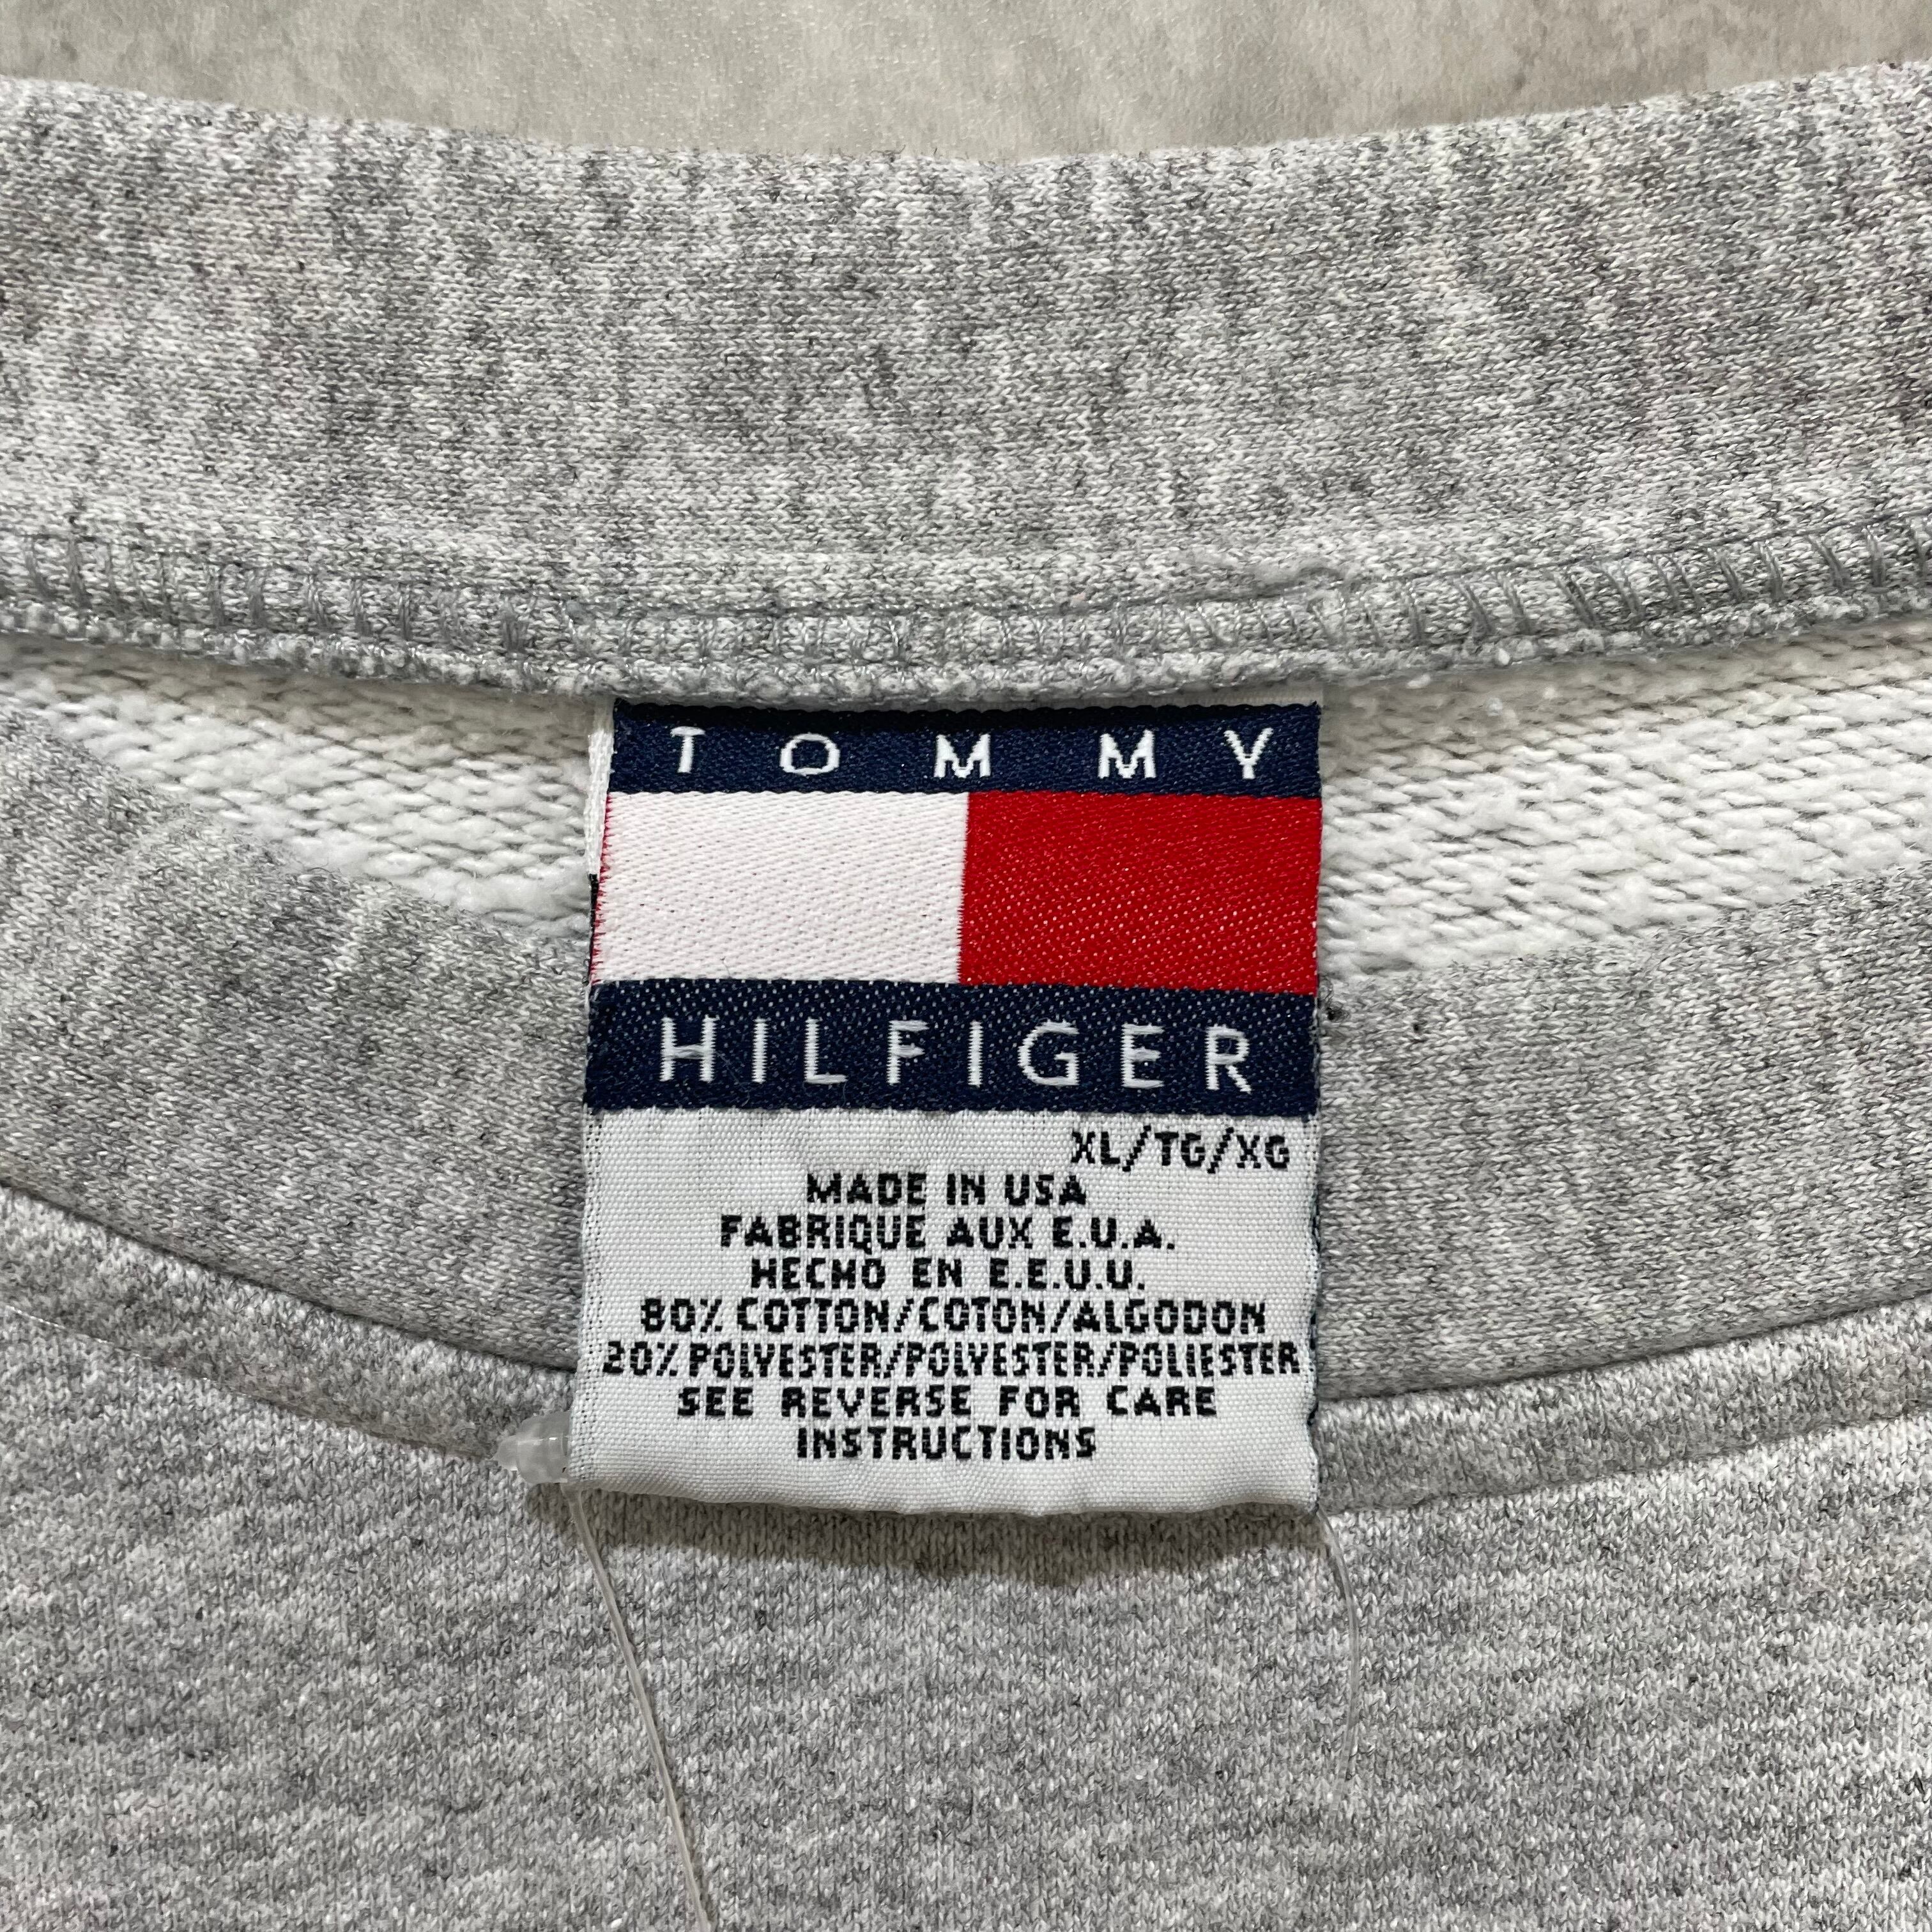 TOMMY
HILFIGER
XL/TG/XG
MADE IN USA
FABRIQUE AUX E.U.A.
HECHO EN E.E.U.U.
80% COTTON/COTON/ALGODON
20% POLYESTER/POLYESTER/POLIESTER
SEE REVERSE FOR CARE
INSTRUCTIONS